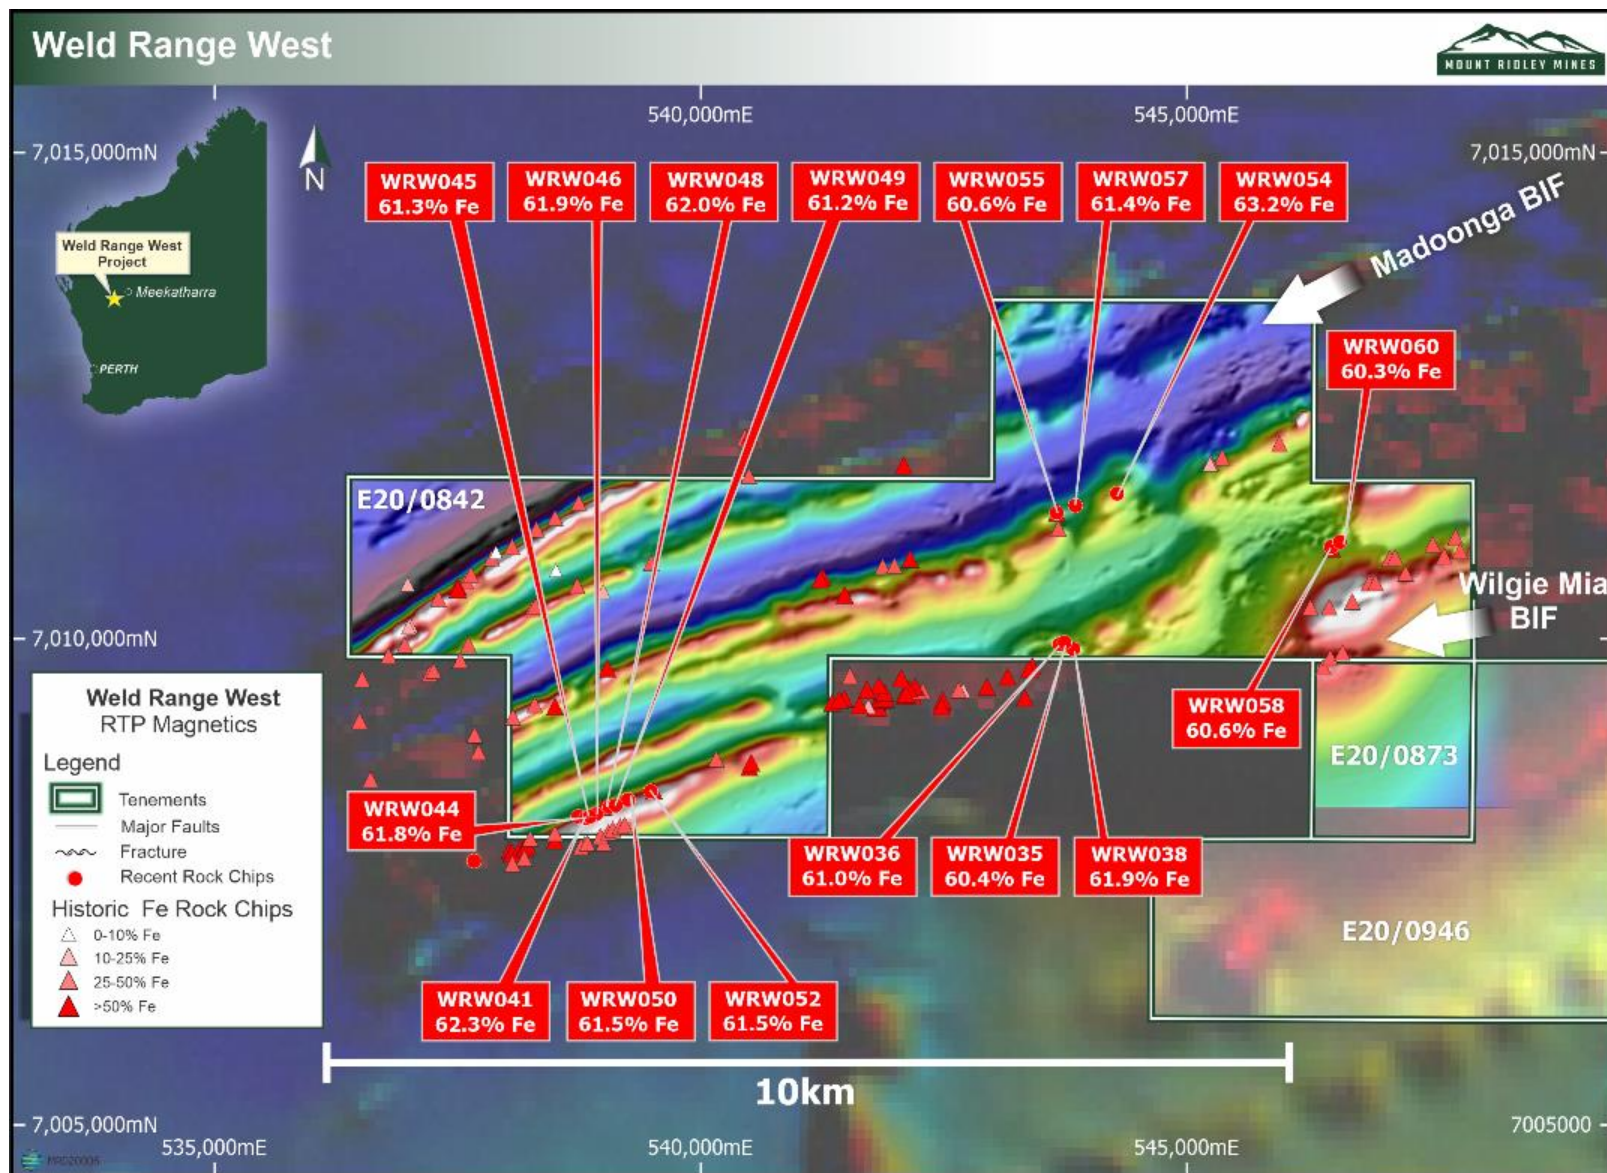 Weld Range West
MOUNT RIDLEY MINES
540,000mE
545,000mE
7,015,000mN
7,015,000mN
N
WRW045
61.3% Fe
WRW046
61.9% Fe
WRW048
62.0% Fe
WRW049
61.2% Fe
WRW055
60.6% Fe
WRW057
61.4% Fe
WRW054
63.2% Fe
Madoonga BIF
Weld Range West
Project
Meekatharra
PERTH
WRW060
60.3% Fe
E20/0842
Wilgie Mia
BIF
7,010,000mN
Weld Range West
RTP Magnetics
Legend
Tenements
Major Faults
Fracture
Recent Rock Chips
Historic Fe Rock Chips
0-10% Fe
10-25% Fe
25-50% Fe
>50% Fe
WRW058
60.6% Fe
E20/0873
WRW044
61.8% Fe
WRW036
61.0% Fe
WRW035
60.4% Fe
WRW038
61.9% Fe
E20/0946
WRW041
62.3% Fe
WRW050
61.5% Fe
WRW052
61.5% Fe
10km
7,005,000mN
7005000
535,000mE
540,000mE
545,000mE